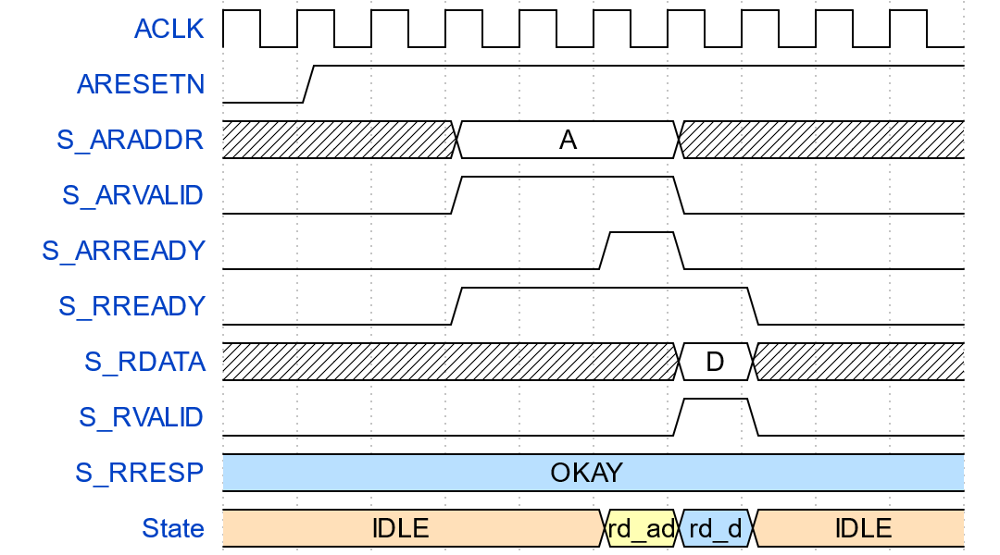 ACLK
ARESETN
S_ARADDR A
S_ARVALID
S_ARREADY
S_RREADY
S_RDATA D
S_RVALID
S_RRESP OKAY
State IDLE rd_ad rd_d IDLE